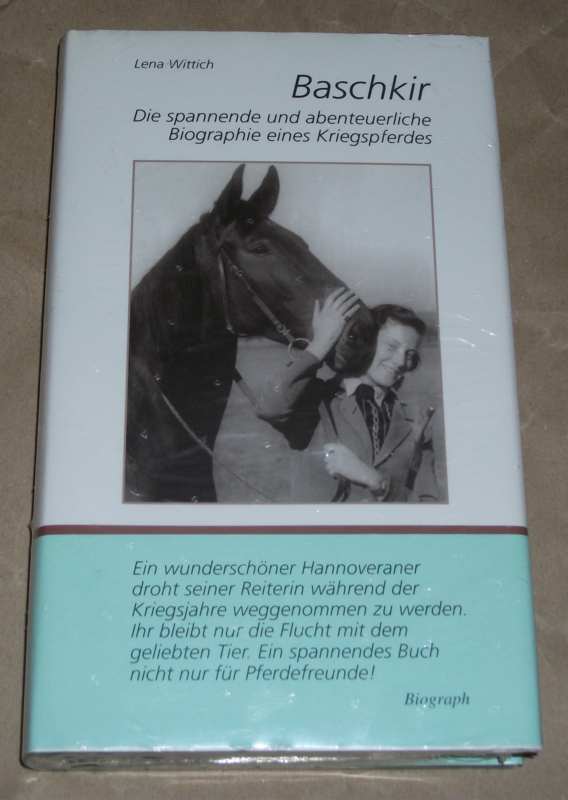 Lena Wittich
Baschkir
Die spannende und abenteuerliche
Biographie eines Kriegspferdes
Ein wunderschöner Hannoveraner
droht seiner Reiterin während der
Kriegsjahre weggenommen zu werden.
Ihr bleibt nur die Flucht mit dem
geliebten Tier. Ein spannendes Buch
nicht nur für Pferdefreunde!
Biograph